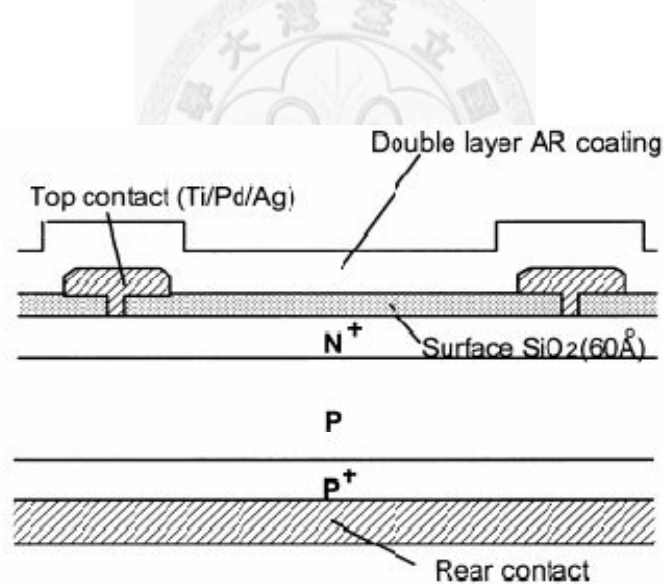 Double layer AR coating
Top contact (Ti/Pd/Ag)
N⁺
Surface SiO₂(60Å)
P
P⁺
Rear contact